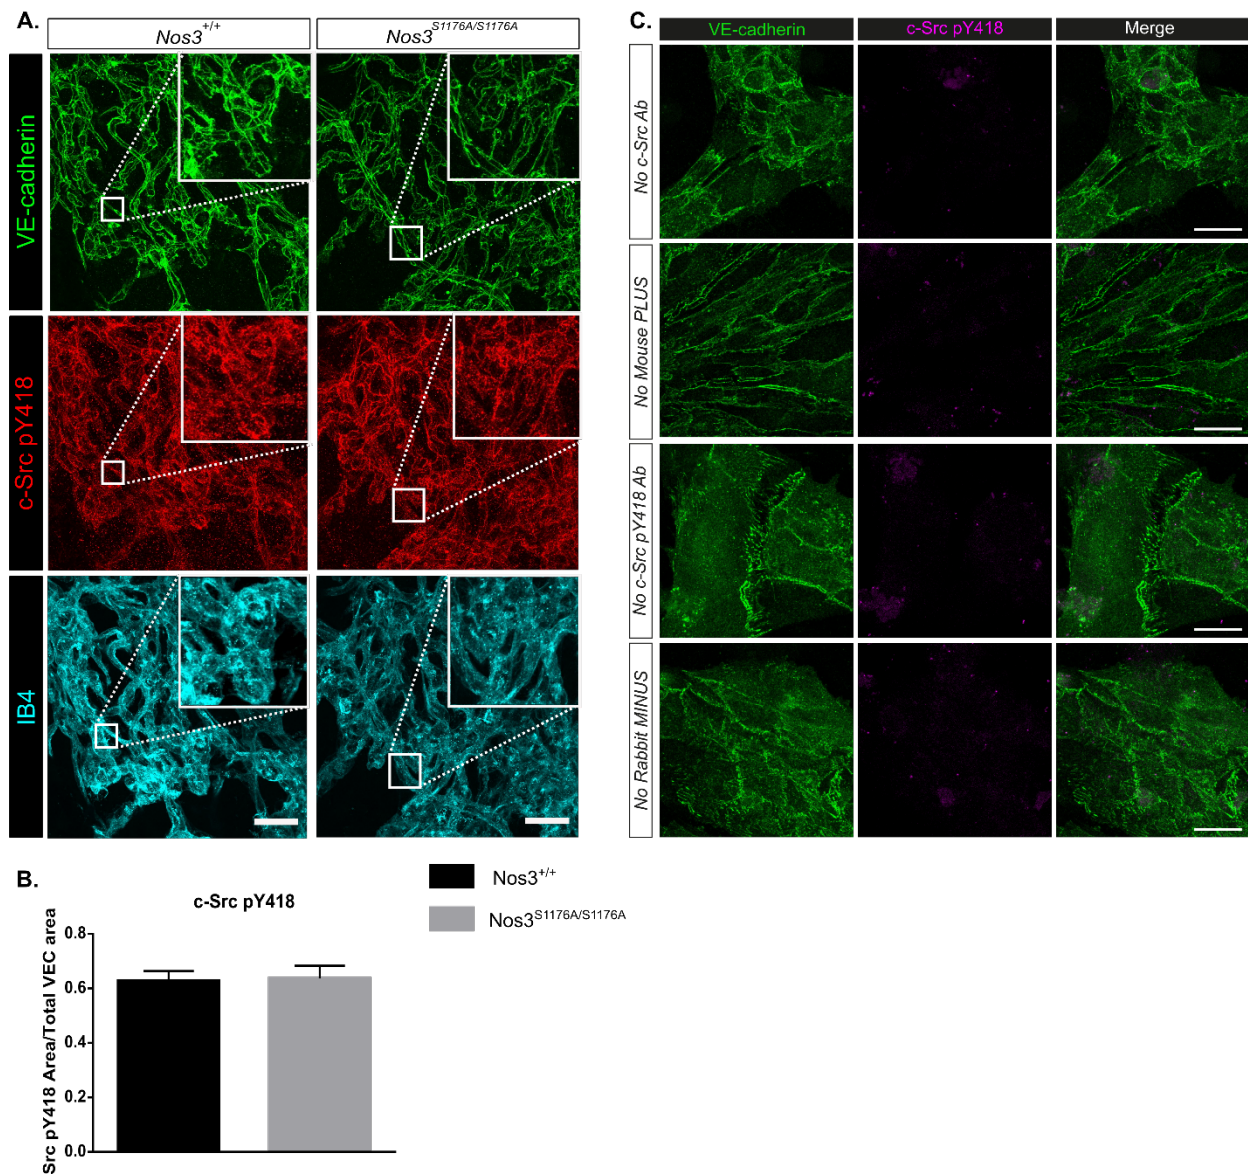 A.
Nos3+/+
Nos3S1176A/S1176A
VE-cadherin
c-Src pY418
IB4
B.
c-Src pY418
Src pY418 Area/Total VEC area
0.8
0.6
0.4
0.2
0.0
Nos3+/+
Nos3S1176A/S1176A
C.
VE-cadherin
c-Src pY418
Merge
No c-Src Ab
No Mouse PLUS
No c-Src pY418 Ab
No Rabbit MINUS